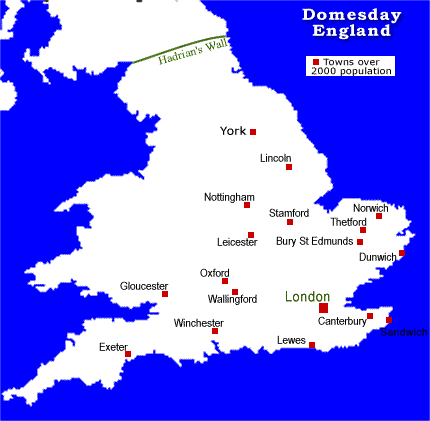 Domesday
England
Towns over
2000 population
Hadrian's Wall
York
Lincoln
Nottingham
Stamford
Norwich
Thetford
Leicester
Bury St Edmunds
Dunwich
Oxford
Gloucester
Wallingford
London
Winchester
Canterbury
Sandwich
Lewes
Exeter